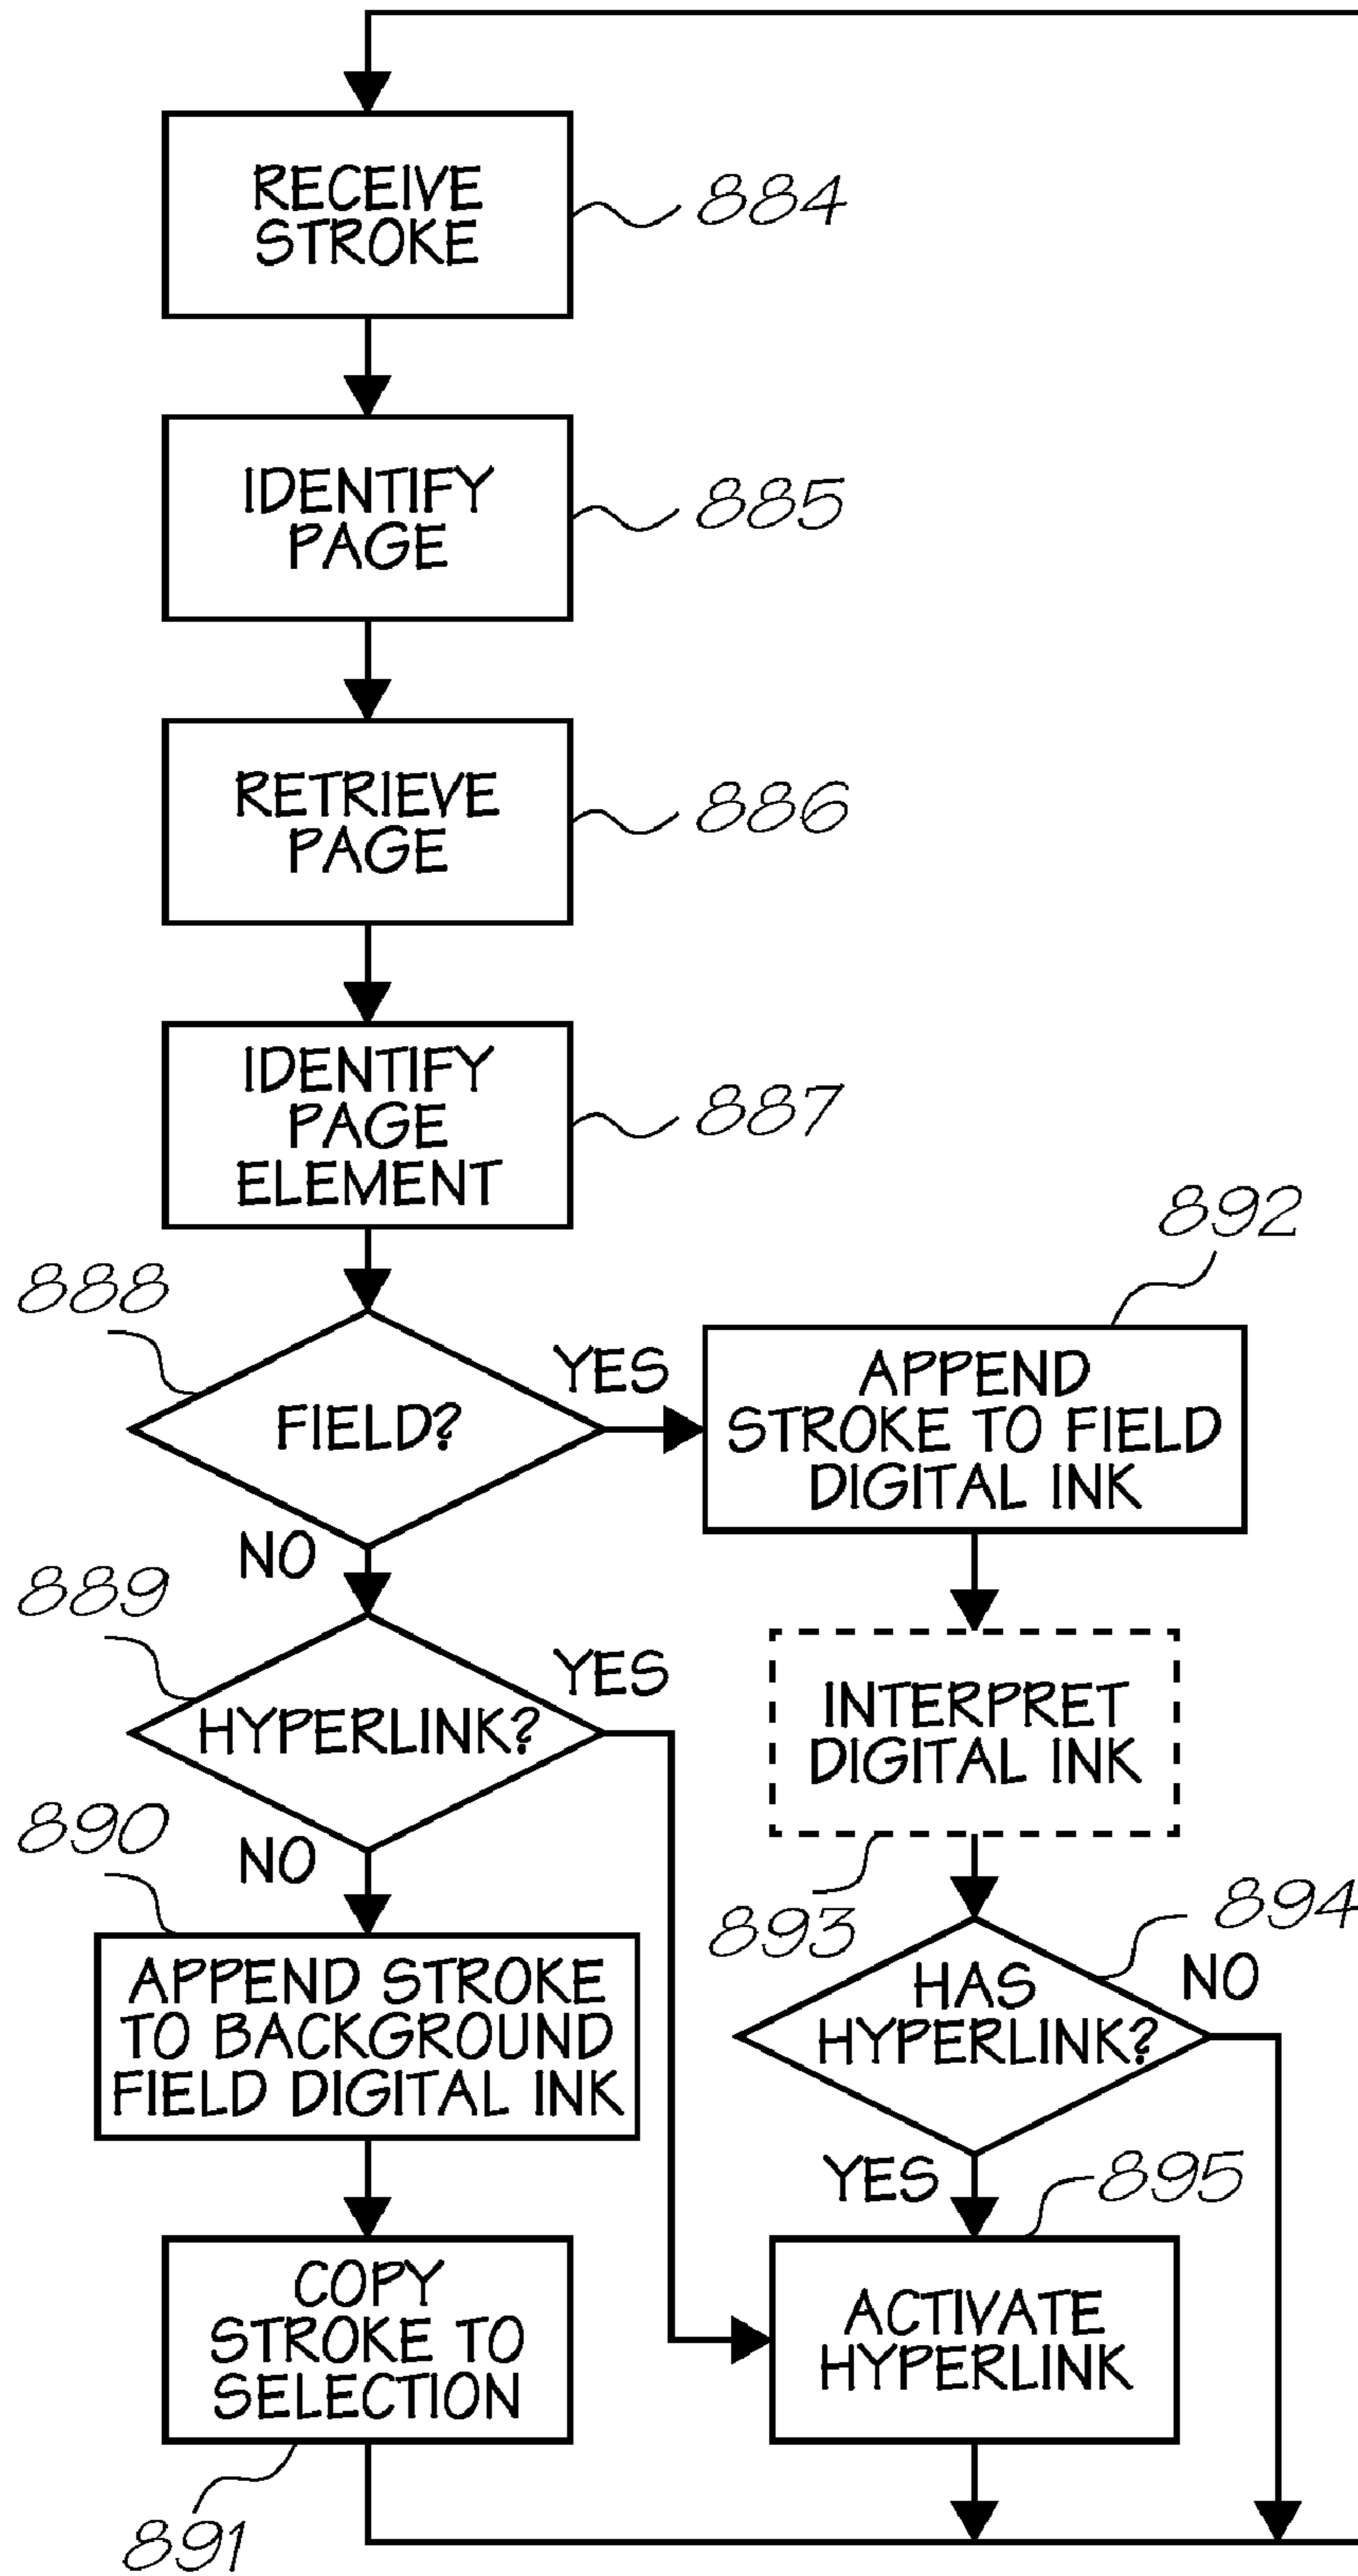 RECEIVE
STROKE
884
IDENTIFY
PAGE
885
RETRIEVE
PAGE
886
IDENTIFY
PAGE
ELEMENT
887
892
888
FIELD?
YES
NO
APPEND
STROKE TO FIELD
DIGITAL INK
889
HYPERLINK?
YES
NO
INTERPRET
DIGITAL INK
893
890
APPEND STROKE
TO BACKGROUND
FIELD DIGITAL INK
894
HAS
HYPERLINK?
NO
YES
895
COPY
STROKE TO
SELECTION
891
ACTIVATE
HYPERLINK